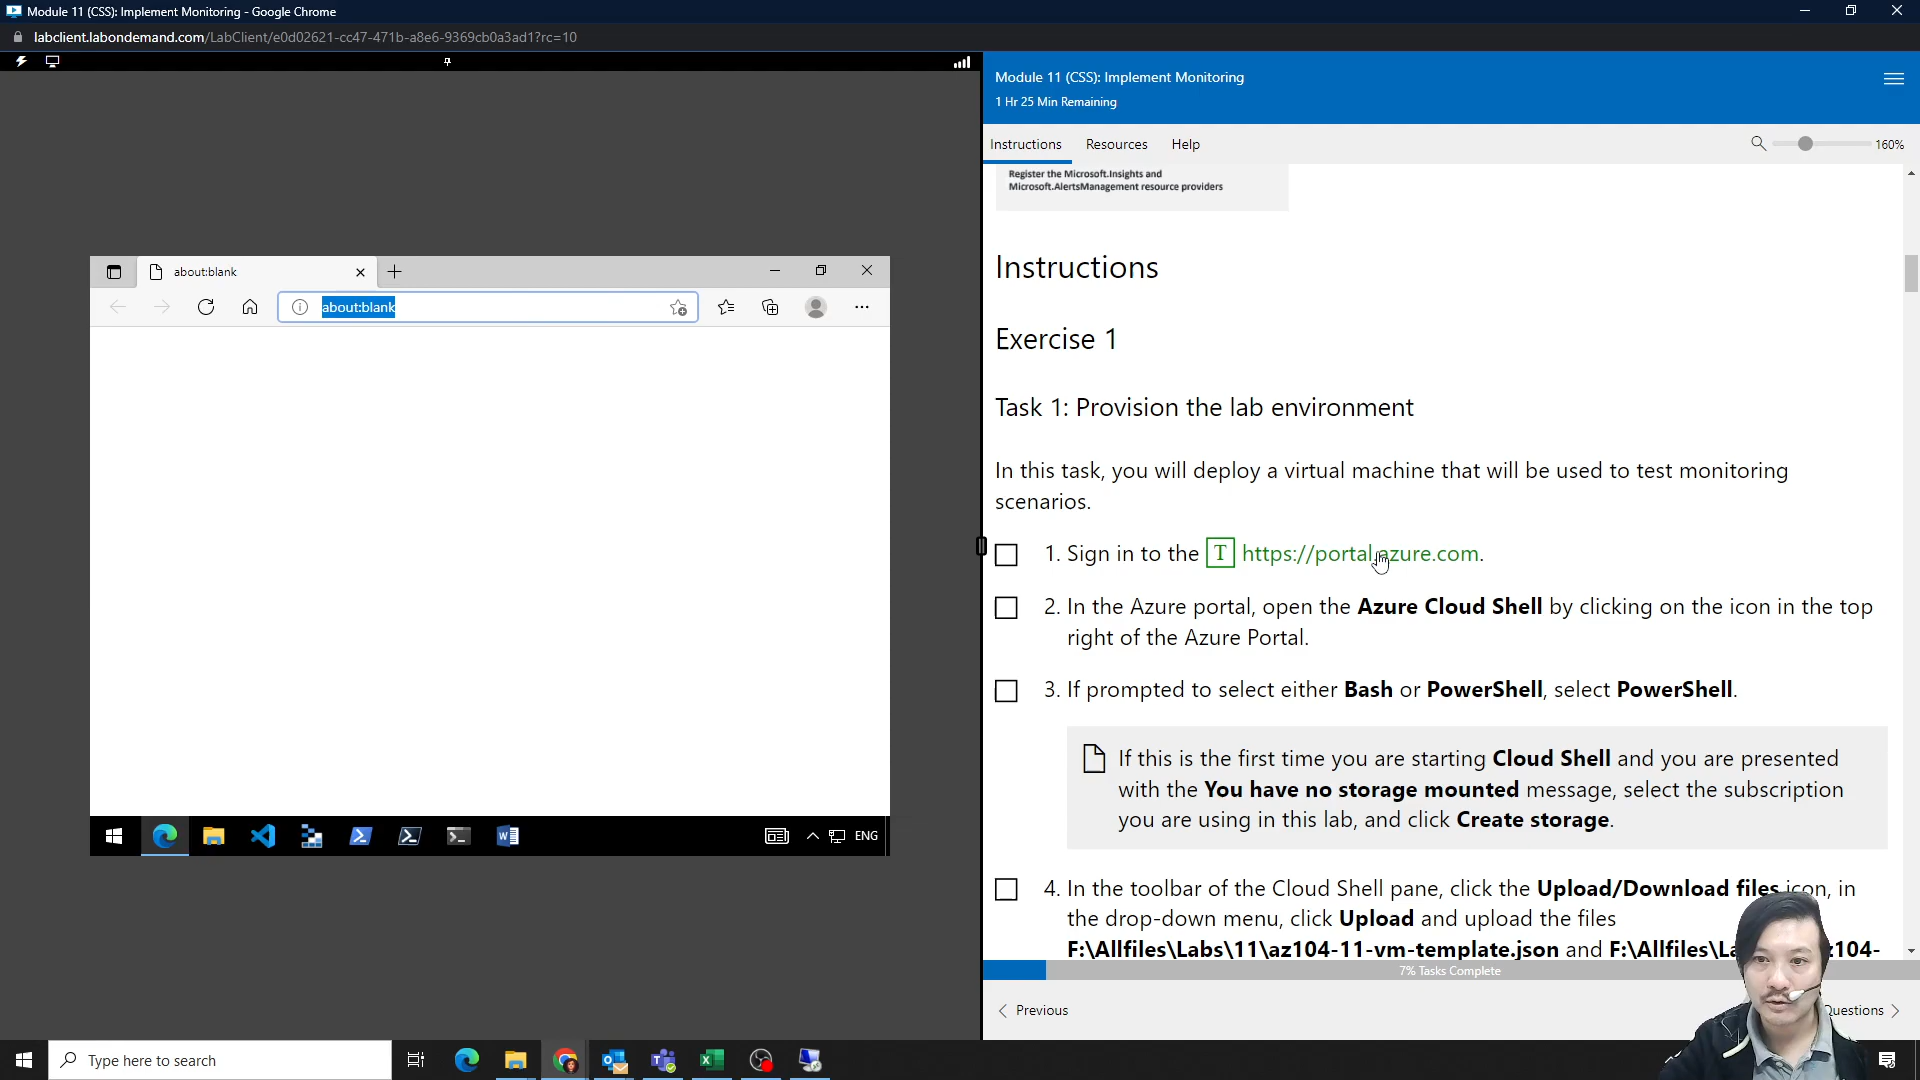 Module 11 (CSS): Implement Monitoring - Google Chrome
labclient.labondemand.com/LabClient/e0d02621-cc47-471b-a8e6-9369cb0a3ad1?rc=10
Module 11 (CSS): Implement Monitoring
1 Hr 25 Min Remaining
Instructions Resources Help 160%
Register the Microsoft.Insights and
Microsoft.AlertsManagement resource providers
Instructions
Exercise 1
Task 1: Provision the lab environment
In this task, you will deploy a virtual machine that will be used to test monitoring
scenarios.
1. Sign in to the T https://portal.azure.com.
2. In the Azure portal, open the Azure Cloud Shell by clicking on the icon in the top
right of the Azure Portal.
3. If prompted to select either Bash or PowerShell, select PowerShell.
If this is the first time you are starting Cloud Shell and you are presented
with the You have no storage mounted message, select the subscription
you are using in this lab, and click Create storage.
4. In the toolbar of the Cloud Shell pane, click the Upload/Download files icon, in
the drop-down menu, click Upload and upload the files
F:\Allfiles\Labs\11\az104-11-vm-template.json and F:\Allfiles\La z104-
7% Tasks Complete
Previous
Questions
about:blank
about:blank
ENG
Type here to search